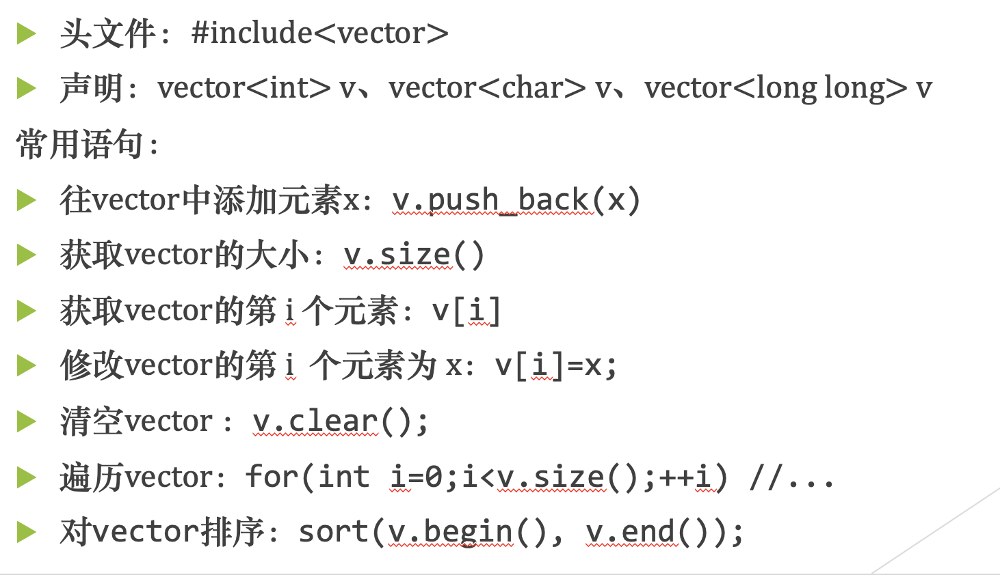 头文件：#include<vector>
声明：vector<int> v、vector<char> v、vector<long long> v
常用语句：
往vector中添加元素x：v.push_back(x)
获取vector的大小：v.size()
获取vector的第 i 个元素：v[i]
修改vector的第 i 个元素为 x：v[i]=x;
清空vector：v.clear();
遍历vector：for(int i=0;i<v.size();++i) //...
对vector排序：sort(v.begin(), v.end());